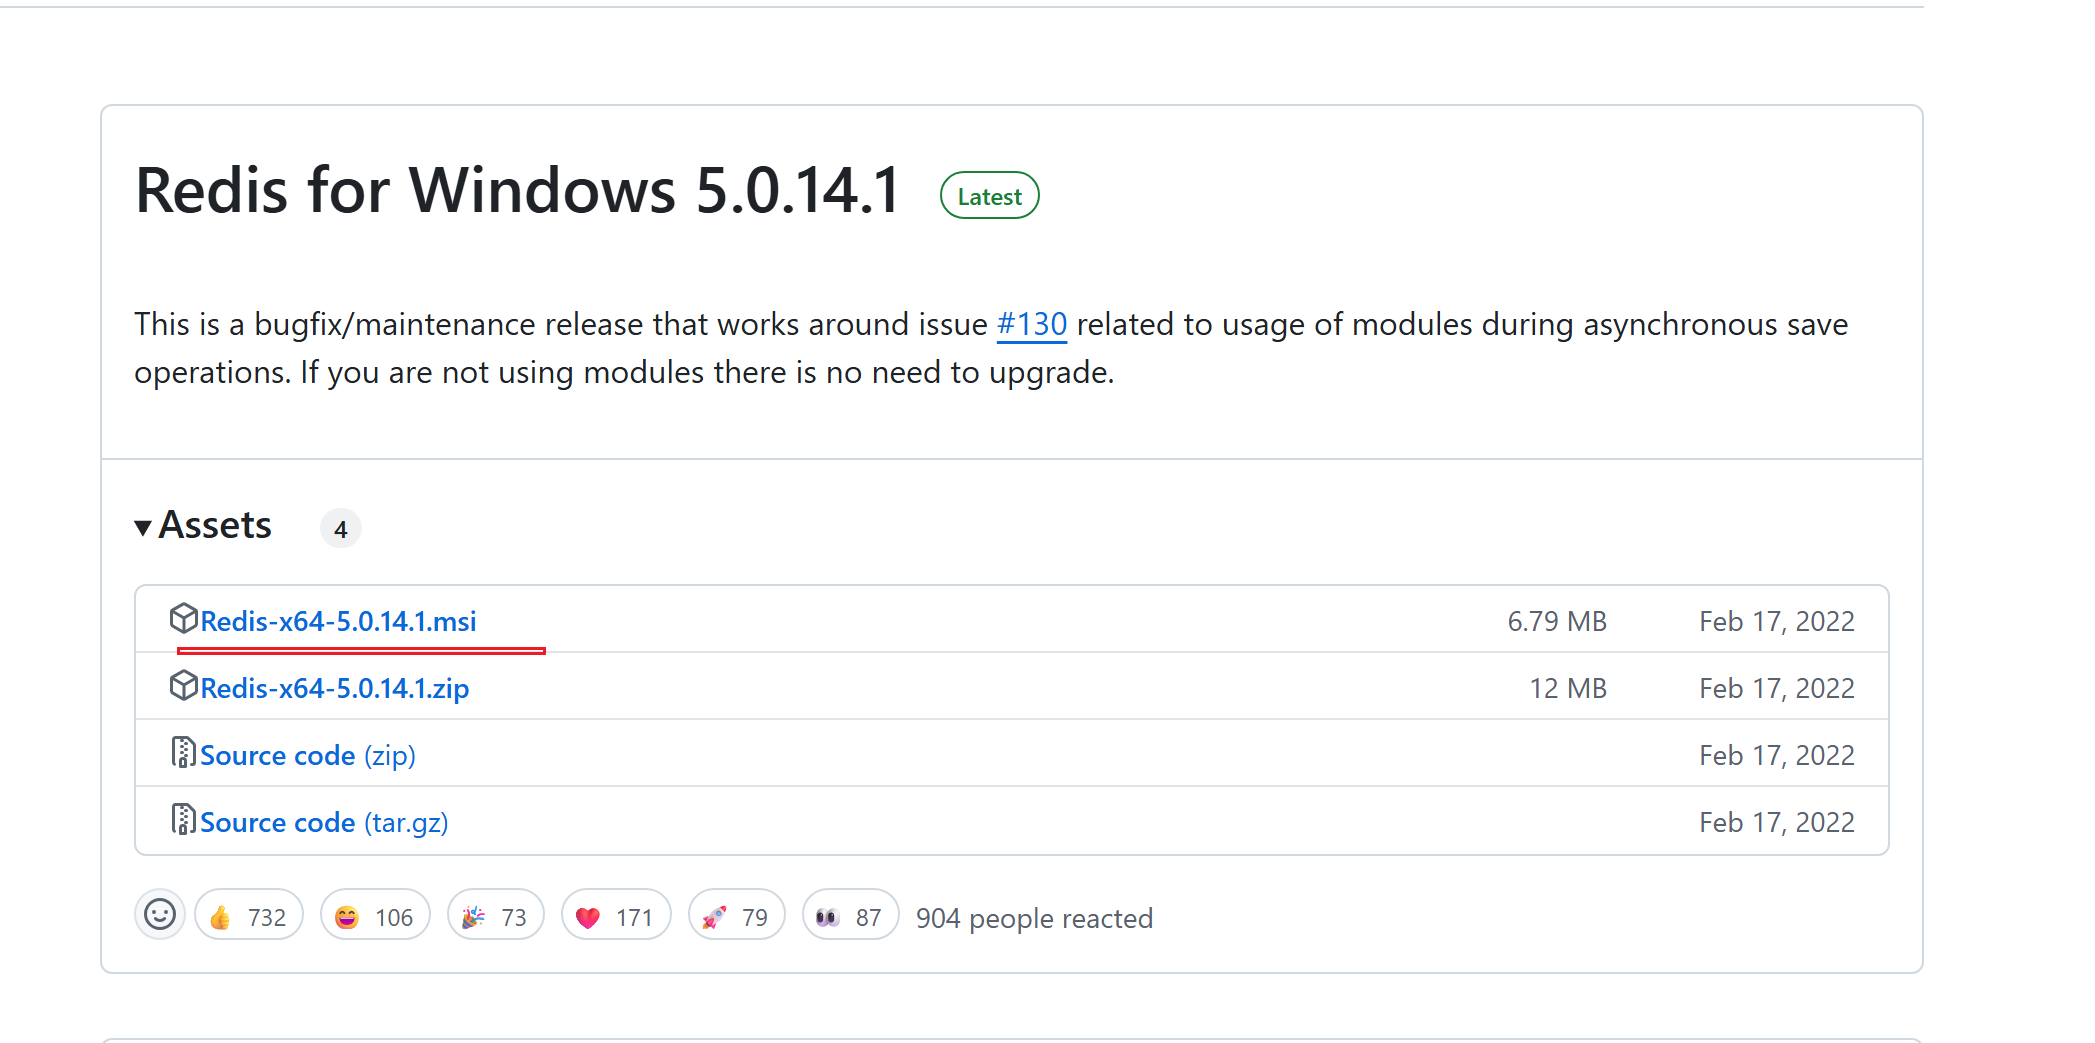 Redis for Windows 5.0.14.1 Latest
This is a bugfix/maintenance release that works around issue #130 related to usage of modules during asynchronous save
operations. If you are not using modules there is no need to upgrade.
Assets 4
Redis-x64-5.0.14.1.msi 6.79 MB Feb 17, 2022
Redis-x64-5.0.14.1.zip 12 MB Feb 17, 2022
Source code (zip) Feb 17, 2022
Source code (tar.gz) Feb 17, 2022
732 106 73 171 79 87 904 people reacted